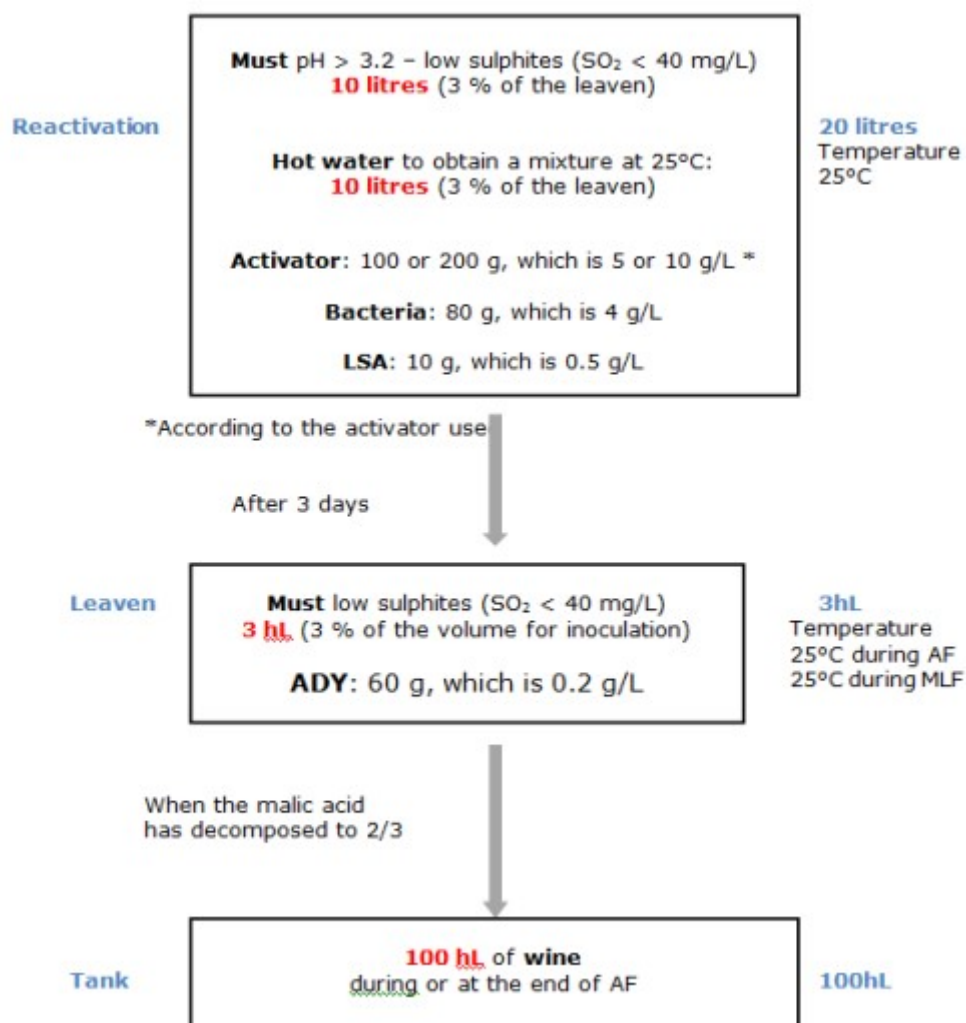 Must pH > 3.2 – low sulphites (SO₂ < 40 mg/L)
10 litres (3 % of the leaven)
Reactivation
20 litres
Temperature
25°C
Hot water to obtain a mixture at 25°C:
10 litres (3 % of the leaven)
Activator: 100 or 200 g, which is 5 or 10 g/L *
Bacteria: 80 g, which is 4 g/L
LSA: 10 g, which is 0.5 g/L
*According to the activator use
After 3 days
Leaven
Must low sulphites (SO₂ < 40 mg/L)
3 hL (3 % of the volume for inoculation)
ADY: 60 g, which is 0.2 g/L
3hL
Temperature
25°C during AF
25°C during MLF
When the malic acid
has decomposed to 2/3
Tank
100 hL of wine
during or at the end of AF
100hL